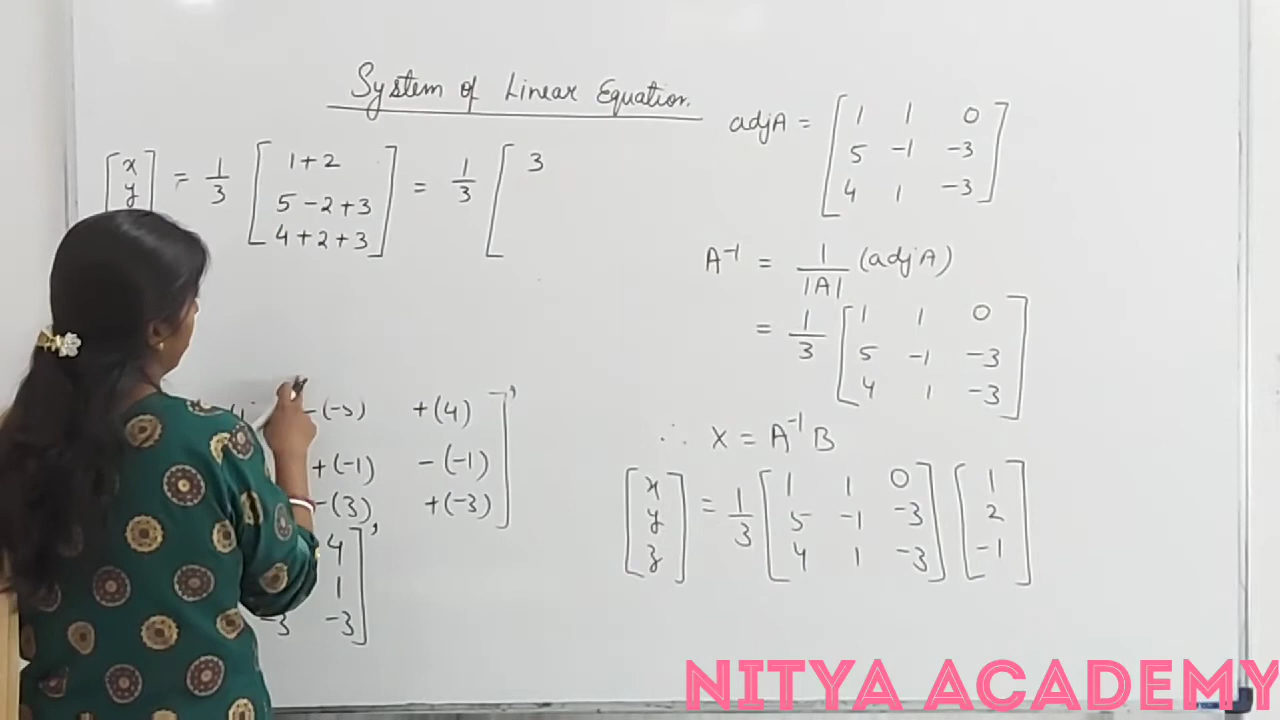 System of Linear Equation.
[x y = 1/3 [1+2 5-2+3 4+2+3] = 1/3 [3
-(-5) +(4)]'
+(-1) -(-1)
-(3) +(-3)
4]'
1
-3 -3
adjA = [1 1 0
5 -1 -3
4 1 -3]
A⁻¹ = 1/|A| (adjA)
= 1/3 [1 1 0
5 -1 -3
4 1 -3]
∴ X = A⁻¹B
[x y z] = 1/3 [1 1 0 5 -1 -3 4 1 -3] [1 2 -1]
NITYA ACADEMY